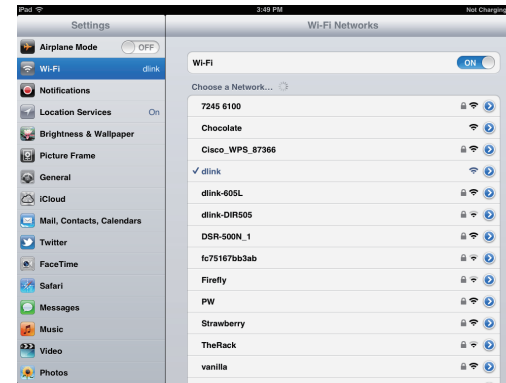 iPad 3:49 PM Not Charging
Settings
Airplane Mode OFF
Wi-Fi dlink
Notifications
Location Services On
Brightness & Wallpaper
Picture Frame
General
iCloud
Mail, Contacts, Calendars
Twitter
FaceTime
Safari
Messages
Music
Video
Photos
Wi-Fi Networks
Wi-Fi ON
Choose a Network...
7245 6100
Chocolate
Cisco_WPS_87366
dlink
dlink-605L
dlink-DIR505
DSR-500N_1
fc75167bb3ab
Firefly
PW
Strawberry
TheRack
vanilla